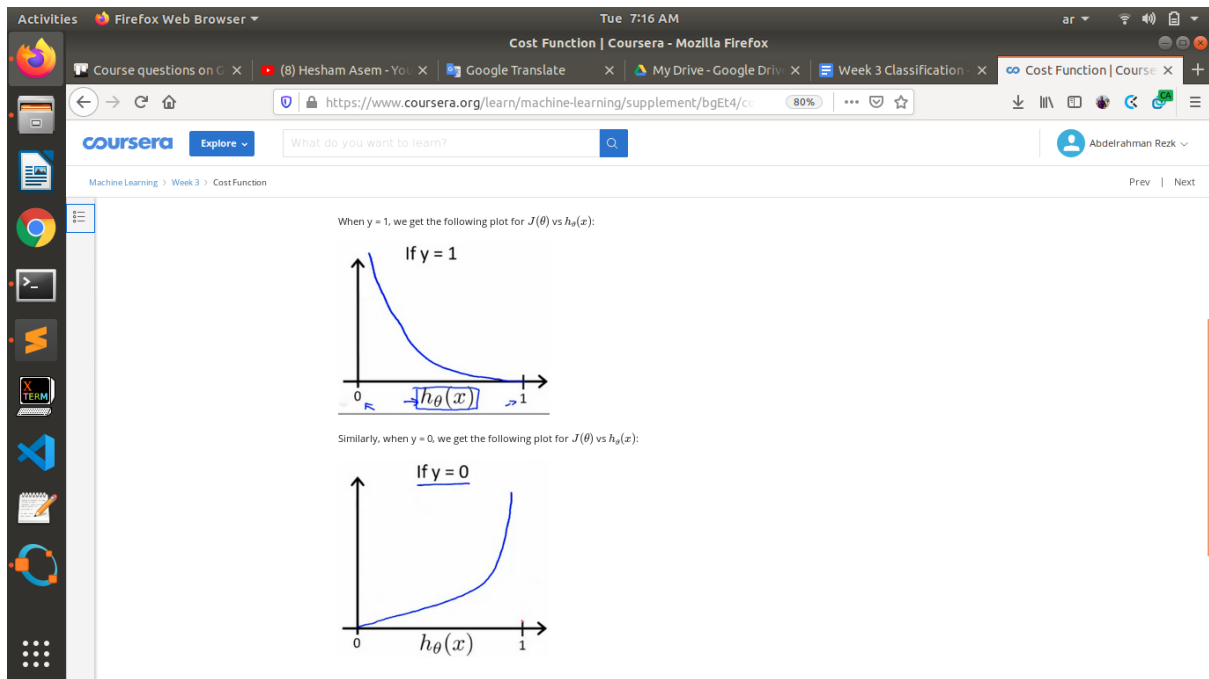 Activities Firefox Web Browser Tue 7:16 AM ar
Cost Function | Coursera - Mozilla Firefox
Course questions on G (8) Hesham Asem - You Google Translate My Drive - Google Driv Week 3 Classification - Cost Function | Course
https://www.coursera.org/learn/machine-learning/supplement/bgEt4/co 80% CA
coursera Explore What do you want to learn? Abdelrahman Rezk
Machine Learning > Week 3 > Cost Function Prev | Next
When y = 1, we get the following plot for J(θ) vs hθ(x):
If y = 1
0 hθ(x) 1
Similarly, when y = 0, we get the following plot for J(θ) vs hθ(x):
If y = 0
0 hθ(x) 1
X
TERM